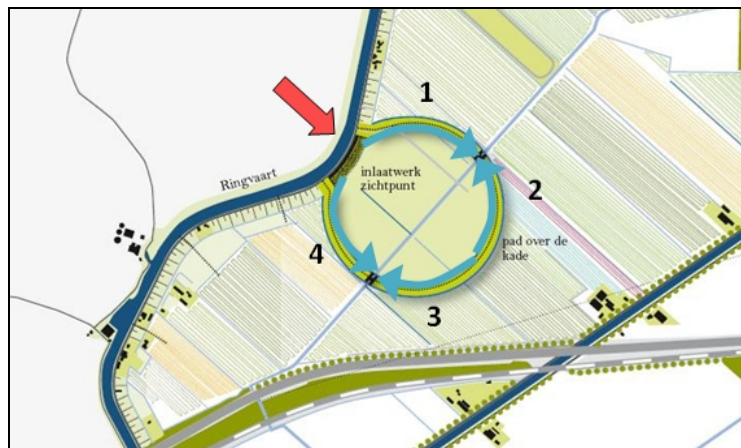 1
Ringvaart
inlaatwerk
zichtpunt
2
pad over de
kade
4
3